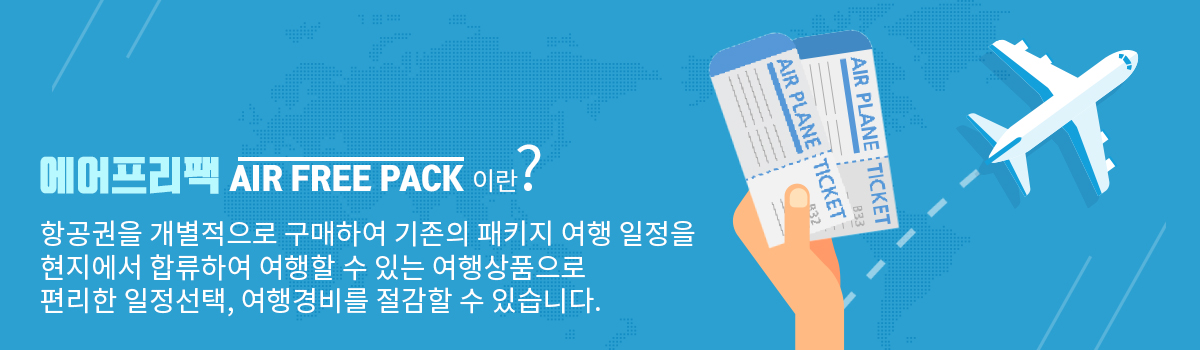 에어프리팩 AIR FREE PACK 이란?
항공권을 개별적으로 구매하여 기존의 패키지 여행 일정을
현지에서 합류하여 여행할 수 있는 여행상품으로
편리한 일정선택, 여행경비를 절감할 수 있습니다.
AIR PLANE TICKET
832
AIR PLANE TICKET
833